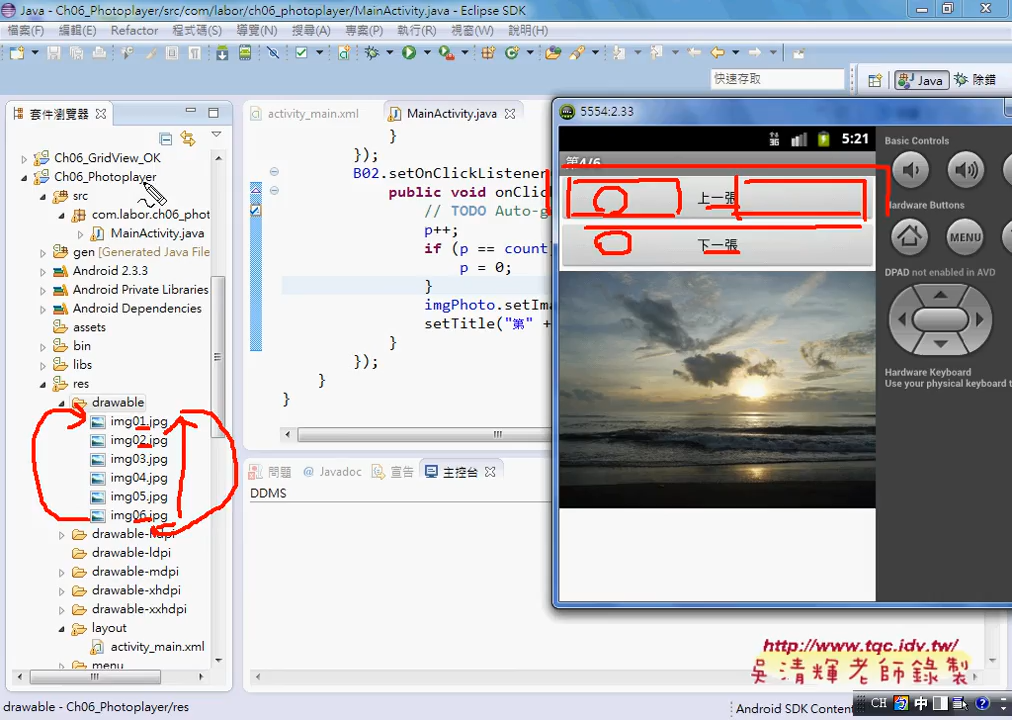 Java - Ch06_Photoplayer/src/com/labor/ch06_photoplayer/MainActivity.java - Eclipse SDK
檔案(F) 編輯(E) Refactor 程式碼(S) 導覽(N) 搜尋(A) 專案(P) 執行(R) 視窗(W) 說明(H)
快速存取
Java
除錯
套件瀏覽器
Ch06_GridView_OK
Ch06_Photoplayer
src
com.labor.ch06_phot
MainActivity.java
gen [Generated Java File
Android 2.3.3
Android Private Libraries
Android Dependencies
assets
bin
libs
res
drawable
img01.jpg
img02.jpg
img03.jpg
img04.jpg
img05.jpg
img06.jpg
drawable-hdpi
drawable-ldpi
drawable-mdpi
drawable-xhdpi
drawable-xxhdpi
layout
activity_main.xml
menu
activity_main.xml
MainActivity.java
}
});
B02.setOnClickListener
public void onClic
// TODO Auto-g
p++;
if (p == count
p = 0;
}
imgPhoto.setIma
setTitle("第" +
}
});
}
}
問題
@ Javadoc
宣告
主控台
DDMS
5554:2.33
3G
5:21
第4/6
上一張
下一張
Basic Controls
Hardware Buttons
MENU
DPAD not enabled in AVD
Hardware Keyboard
Use your physical keyboard t
http://www.tqc.idv.tw/
吳清輝老師錄製
drawable - Ch06_Photoplayer/res
Android SDK Content
CH
中